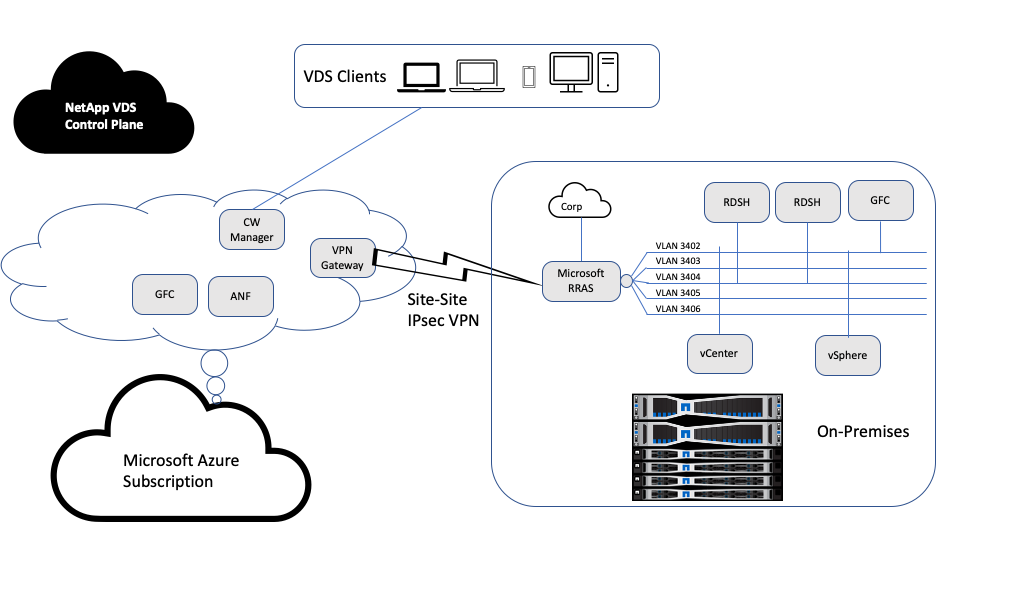 NetApp VDS
Control Plane
VDS Clients
CW
Manager
VPN
Gateway
GFC
ANF
Site-Site
IPsec VPN
Microsoft Azure
Subscription
Corp
Microsoft
RRAS
RDSH
RDSH
GFC
VLAN 3402
VLAN 3403
VLAN 3404
VLAN 3405
VLAN 3406
vCenter
vSphere
On-Premises